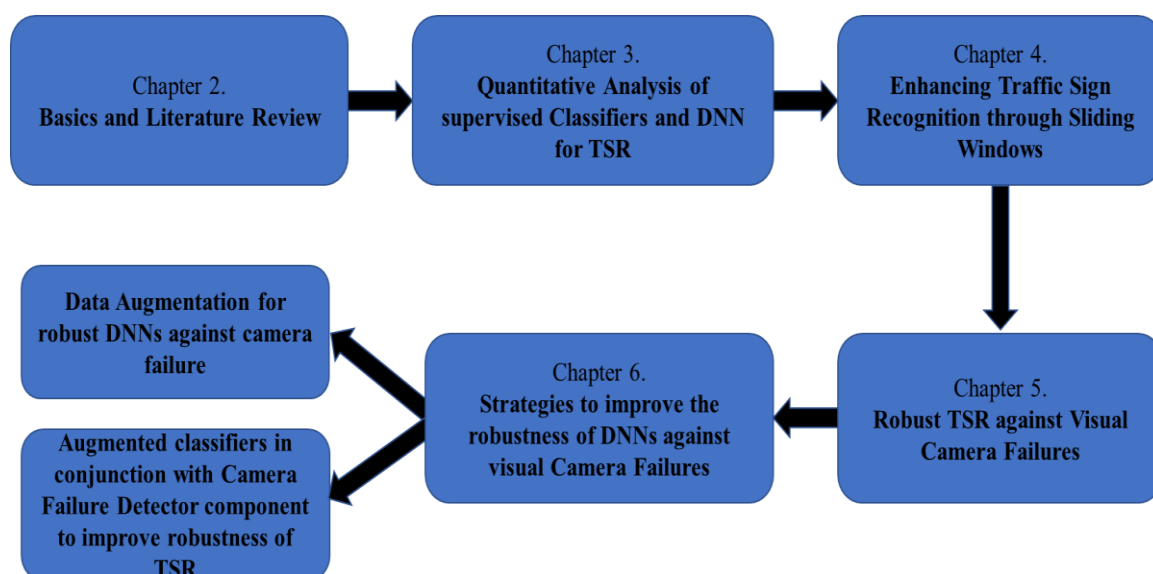 Chapter 2.
Basics and Literature Review
Chapter 3.
Quantitative Analysis of
supervised Classifiers and DNN
for TSR
Chapter 4.
Enhancing Traffic Sign
Recognition through Sliding
Windows
Data Augmentation for
robust DNNs against camera
failure
Augmented classifiers in
conjunction with Camera
Failure Detector component
to improve robustness of
TSR
Chapter 6.
Strategies to improve the
robustness of DNNs against
visual Camera Failures
Chapter 5.
Robust TSR against Visual
Camera Failures